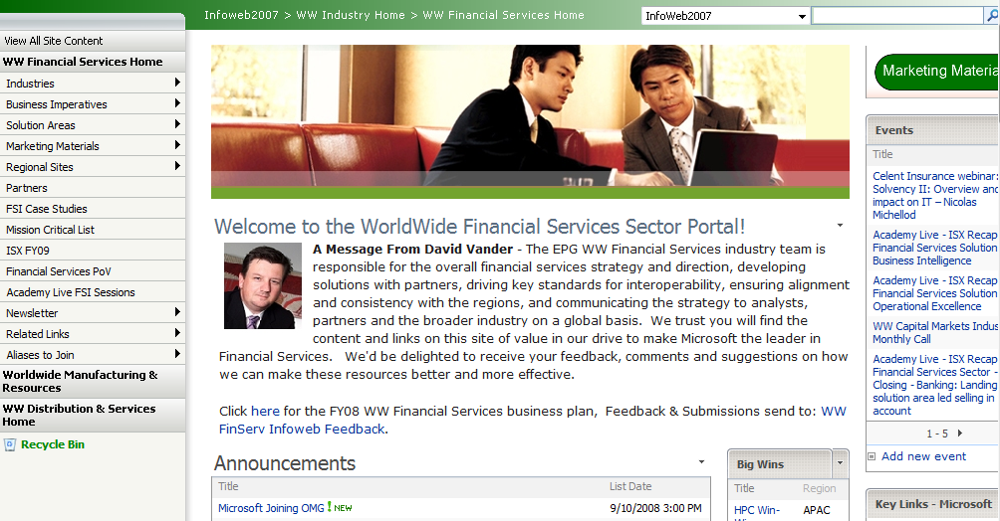 Infoweb2007 > WW Industry Home > WW Financial Services Home
InfoWeb2007
View All Site Content
WW Financial Services Home
Industries
Business Imperatives
Solution Areas
Marketing Materials
Regional Sites
Partners
FSI Case Studies
Mission Critical List
ISX FY09
Financial Services PoV
Academy Live FSI Sessions
Newsletter
Related Links
Aliases to Join
Worldwide Manufacturing &
Resources
WW Distribution & Services
Home
Recycle Bin
Welcome to the WorldWide Financial Services Sector Portal!
A Message From David Vander - The EPG WW Financial Services industry team is
responsible for the overall financial services strategy and direction, developing
solutions with partners, driving key standards for interoperability, ensuring alignment
and consistency with the regions, and communicating the strategy to analysts,
partners and the broader industry on a global basis.  We trust you will find the
content and links on this site of value in our drive to make Microsoft the leader in
Financial Services.   We'd be delighted to receive your feedback, comments and suggestions on how
we can make these resources better and more effective.
Click here for the FY08 WW Financial Services business plan,  Feedback & Submissions send to: WW
FinServ Infoweb Feedback.
Announcements
Title List Date
Microsoft Joining OMG ! NEW 9/10/2008 3:00 PM
Big Wins
Title Region
HPC Win- APAC
Marketing Materia
Events
Title
Celent Insurance webinar:
Solvency II: Overview and
impact on IT – Nicolas
Michellod
Academy Live - ISX Recap
Financial Services Solution
Business Intelligence
Academy Live - ISX Recap
Financial Services Solution
Operational Excellence
WW Capital Markets Indus
Monthly Call
Academy Live - ISX Recap
Financial Services Sector -
Closing - Banking: Landing
solution area led selling in
account
1 - 5
Add new event
Key Links - Microsoft